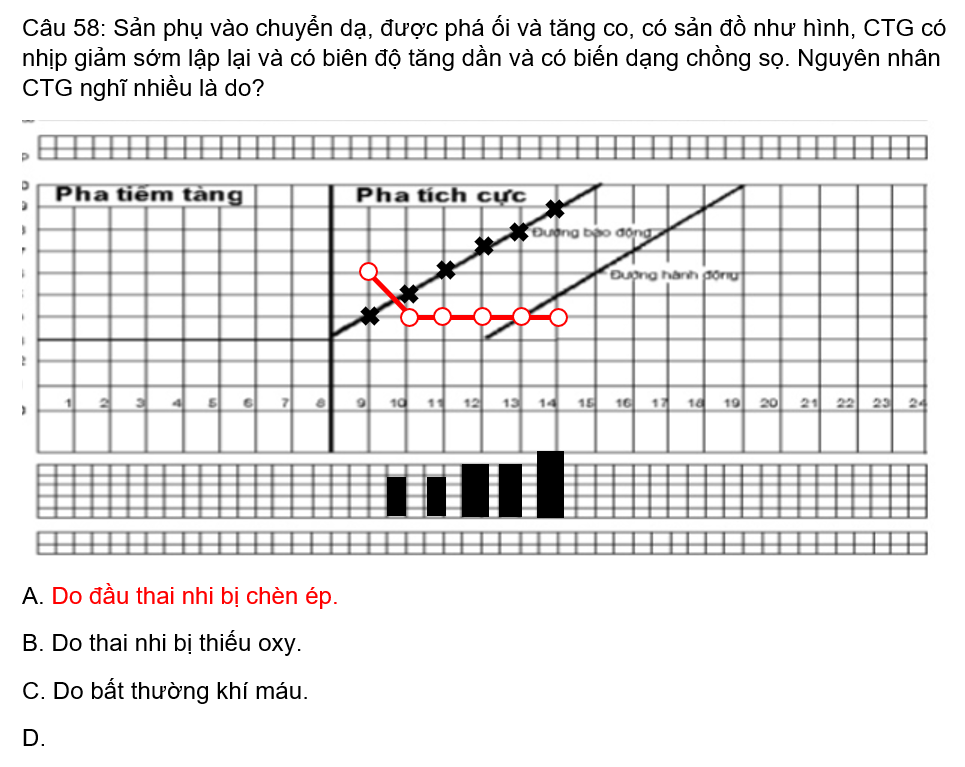 Câu 58: Sản phụ vào chuyển dạ, được phá ối và tăng co, có sản đồ như hình, CTG có
nhịp giảm sớm lập lại và có biên độ tăng dần và có biến dạng chồng sọ. Nguyên nhân
CTG nghĩ nhiều là do?
Pha tiềm tàng Pha tích cực
Đường báo động
Đường hành động
1 2 3 4 5 6 7 8 9 10 11 12 13 14 15 16 17 18 19 20 21 22 23 24
A. Do đầu thai nhi bị chèn ép.
B. Do thai nhi bị thiếu oxy.
C. Do bất thường khí máu.
D.